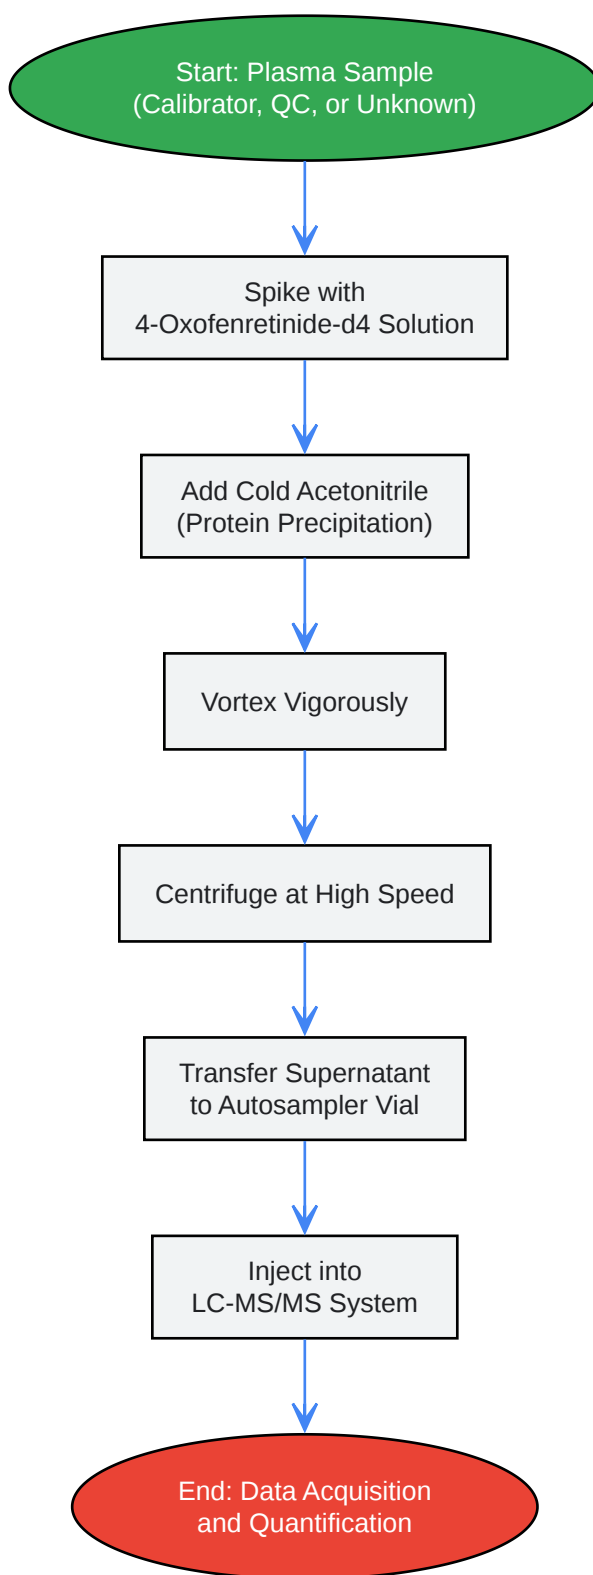 Start: Plasma Sample
(Calibrator, QC, or Unknown)
Spike with
4-Oxofenretinide-d4 Solution
Add Cold Acetonitrile
(Protein Precipitation)
Vortex Vigorously
Centrifuge at High Speed
Transfer Supernatant
to Autosampler Vial
Inject into
LC-MS/MS System
End: Data Acquisition
and Quantification